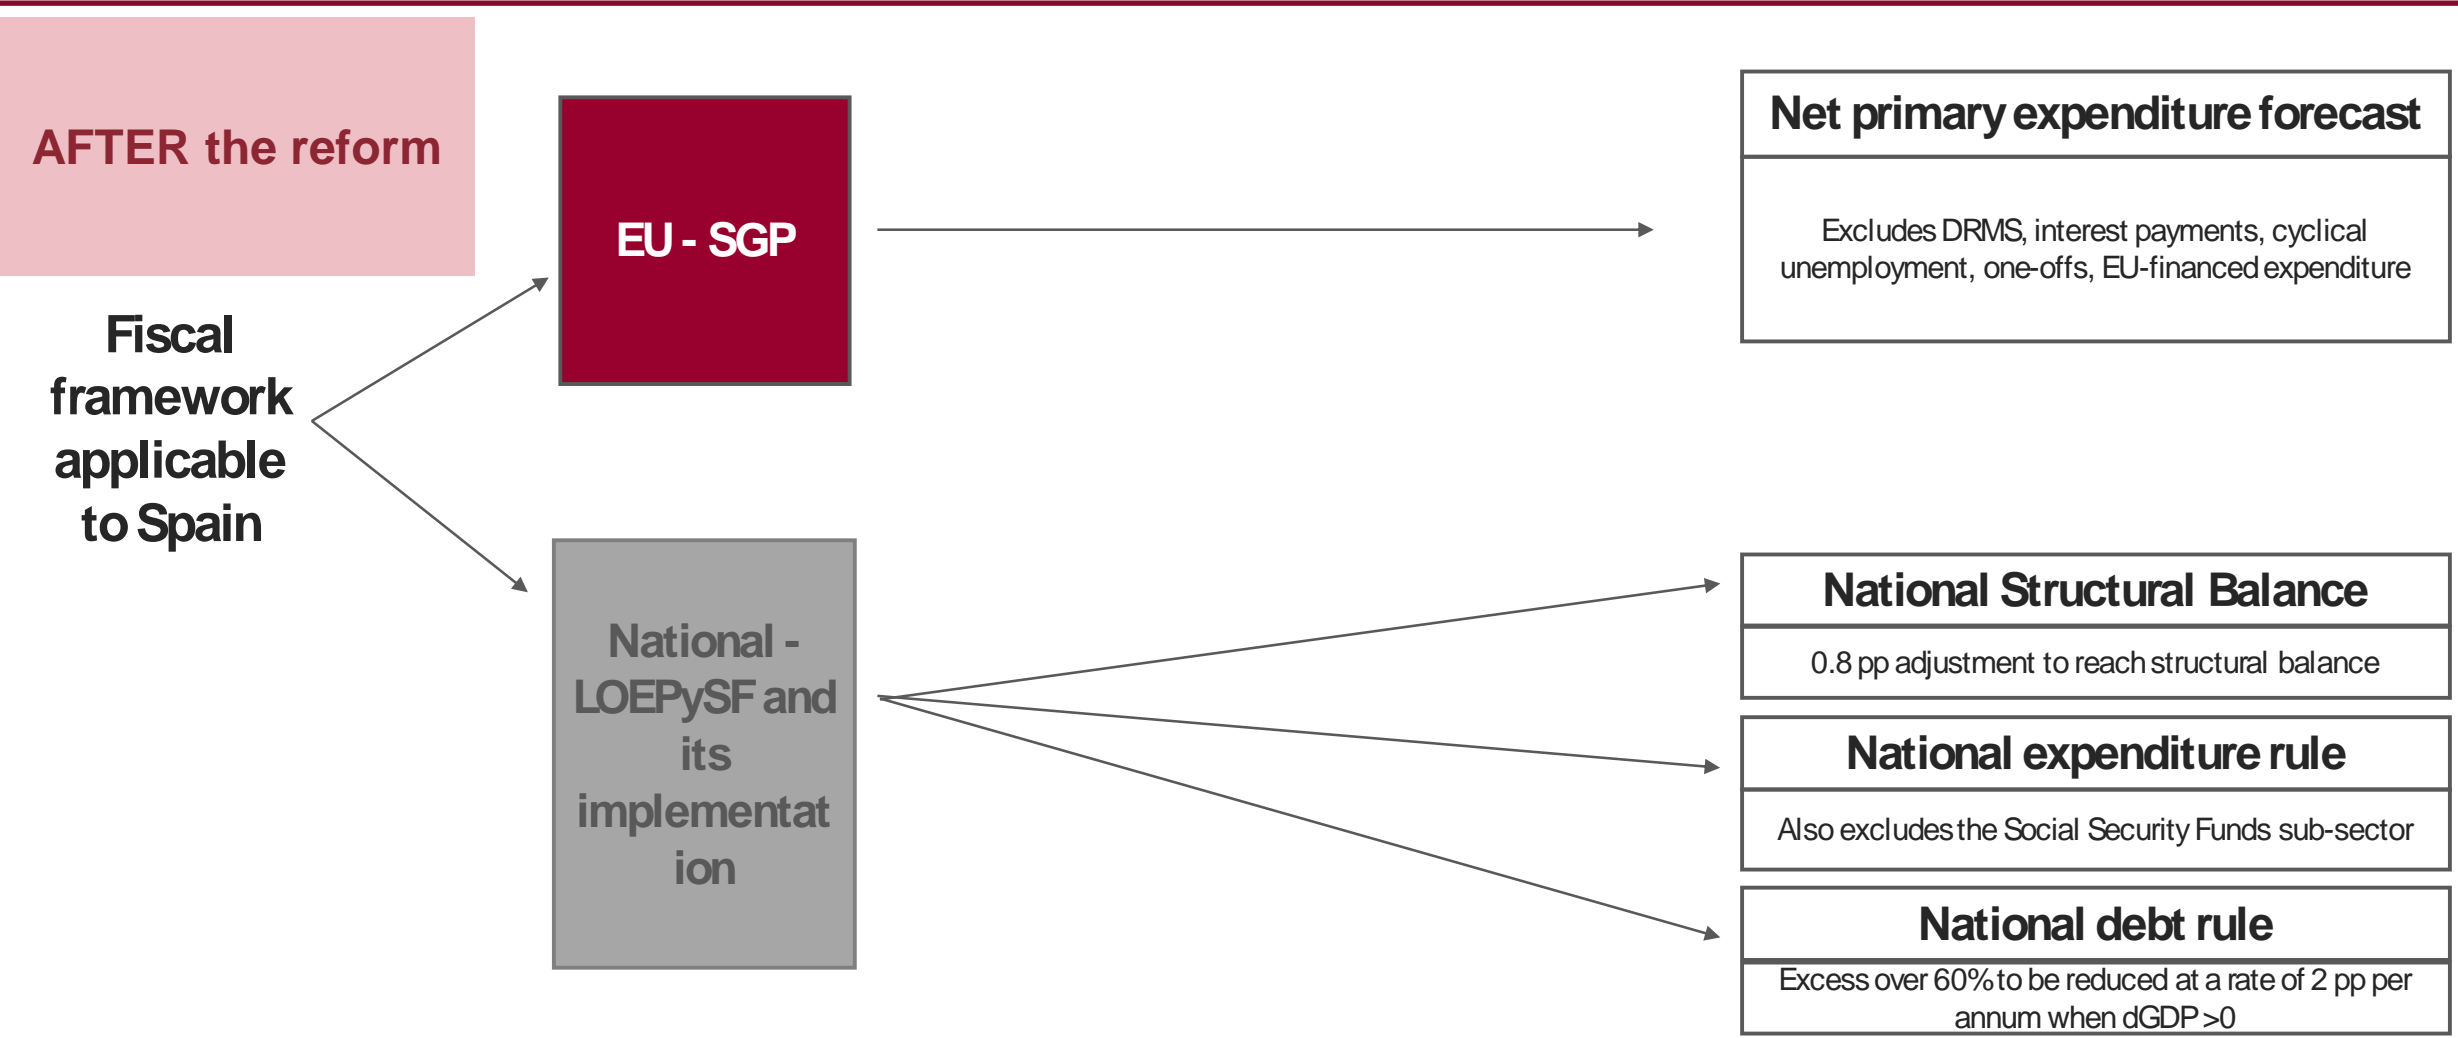 AFTER the reform
Fiscal
framework
applicable
to Spain
EU - SGP
Net primary expenditure forecast
Excludes DRMS, interest payments, cyclical
unemployment, one-offs, EU-financed expenditure
National -
LOEPySF and
its
implementat
ion
National Structural Balance
0.8 pp adjustment to reach structural balance
National expenditure rule
Also excludes the Social Security Funds sub-sector
National debt rule
Excess over 60% to be reduced at a rate of 2 pp per
annum when dGDP >0